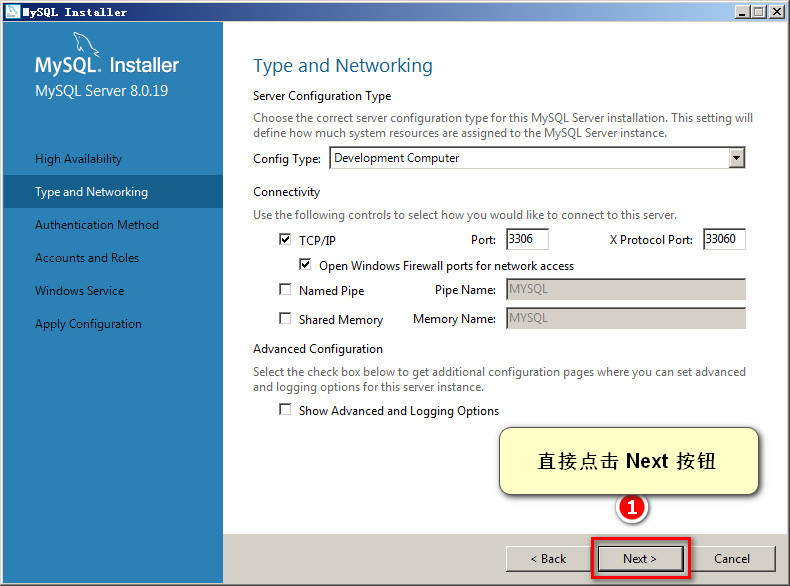 MySQL Installer
MySQL. Installer
MySQL Server 8.0.19
High Availability
Type and Networking
Authentication Method
Accounts and Roles
Windows Service
Apply Configuration
Type and Networking
Server Configuration Type
Choose the correct server configuration type for this MySQL Server installation. This setting will
define how much system resources are assigned to the MySQL Server instance.
Config Type: Development Computer
Connectivity
Use the following controls to select how you would like to connect to this server.
TCP/IP Port: 3306 X Protocol Port: 33060
Open Windows Firewall ports for network access
Named Pipe Pipe Name: MYSQL
Shared Memory Memory Name: MYSQL
Advanced Configuration
Select the check box below to get additional configuration pages where you can set advanced
and logging options for this server instance.
Show Advanced and Logging Options
直接点击 Next 按钮
1
< Back Next > Cancel